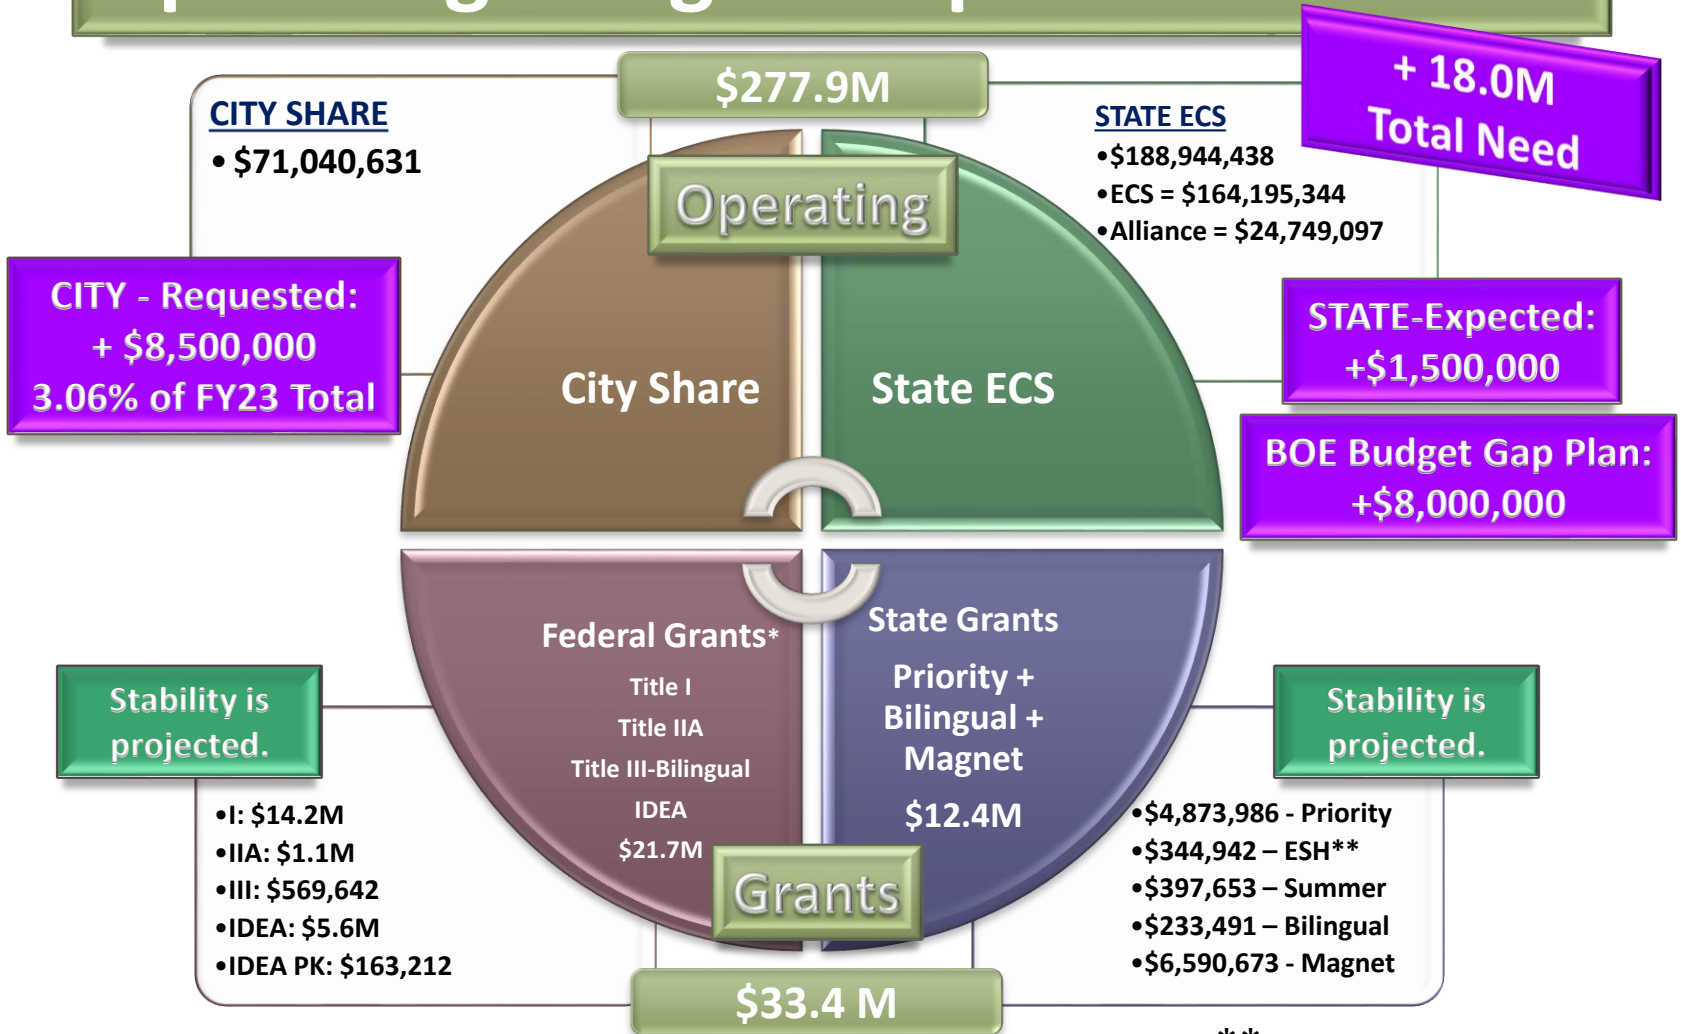 $277.9M
+ 18.0M
Total Need
CITY SHARE
• $71,040,631
Operating
STATE ECS
•$188,944,438
•ECS = $164,195,344
•Alliance = $24,749,097
CITY - Requested:
+ $8,500,000
3.06% of FY23 Total
STATE-Expected:
+$1,500,000
BOE Budget Gap Plan:
+$8,000,000
City Share
State ECS
Federal Grants*
Title I
Title IIA
Title III-Bilingual
IDEA
$21.7M
State Grants
Priority +
Bilingual +
Magnet
$12.4M
Grants
Stability is
projected.
•I: $14.2M
•IIA: $1.1M
•III: $569,642
•IDEA: $5.6M
•IDEA PK: $163,212
Stability is
projected.
•$4,873,986 - Priority
•$344,942 – ESH**
•$397,653 – Summer
•$233,491 – Bilingual
•$6,590,673 - Magnet
$33.4 M
**